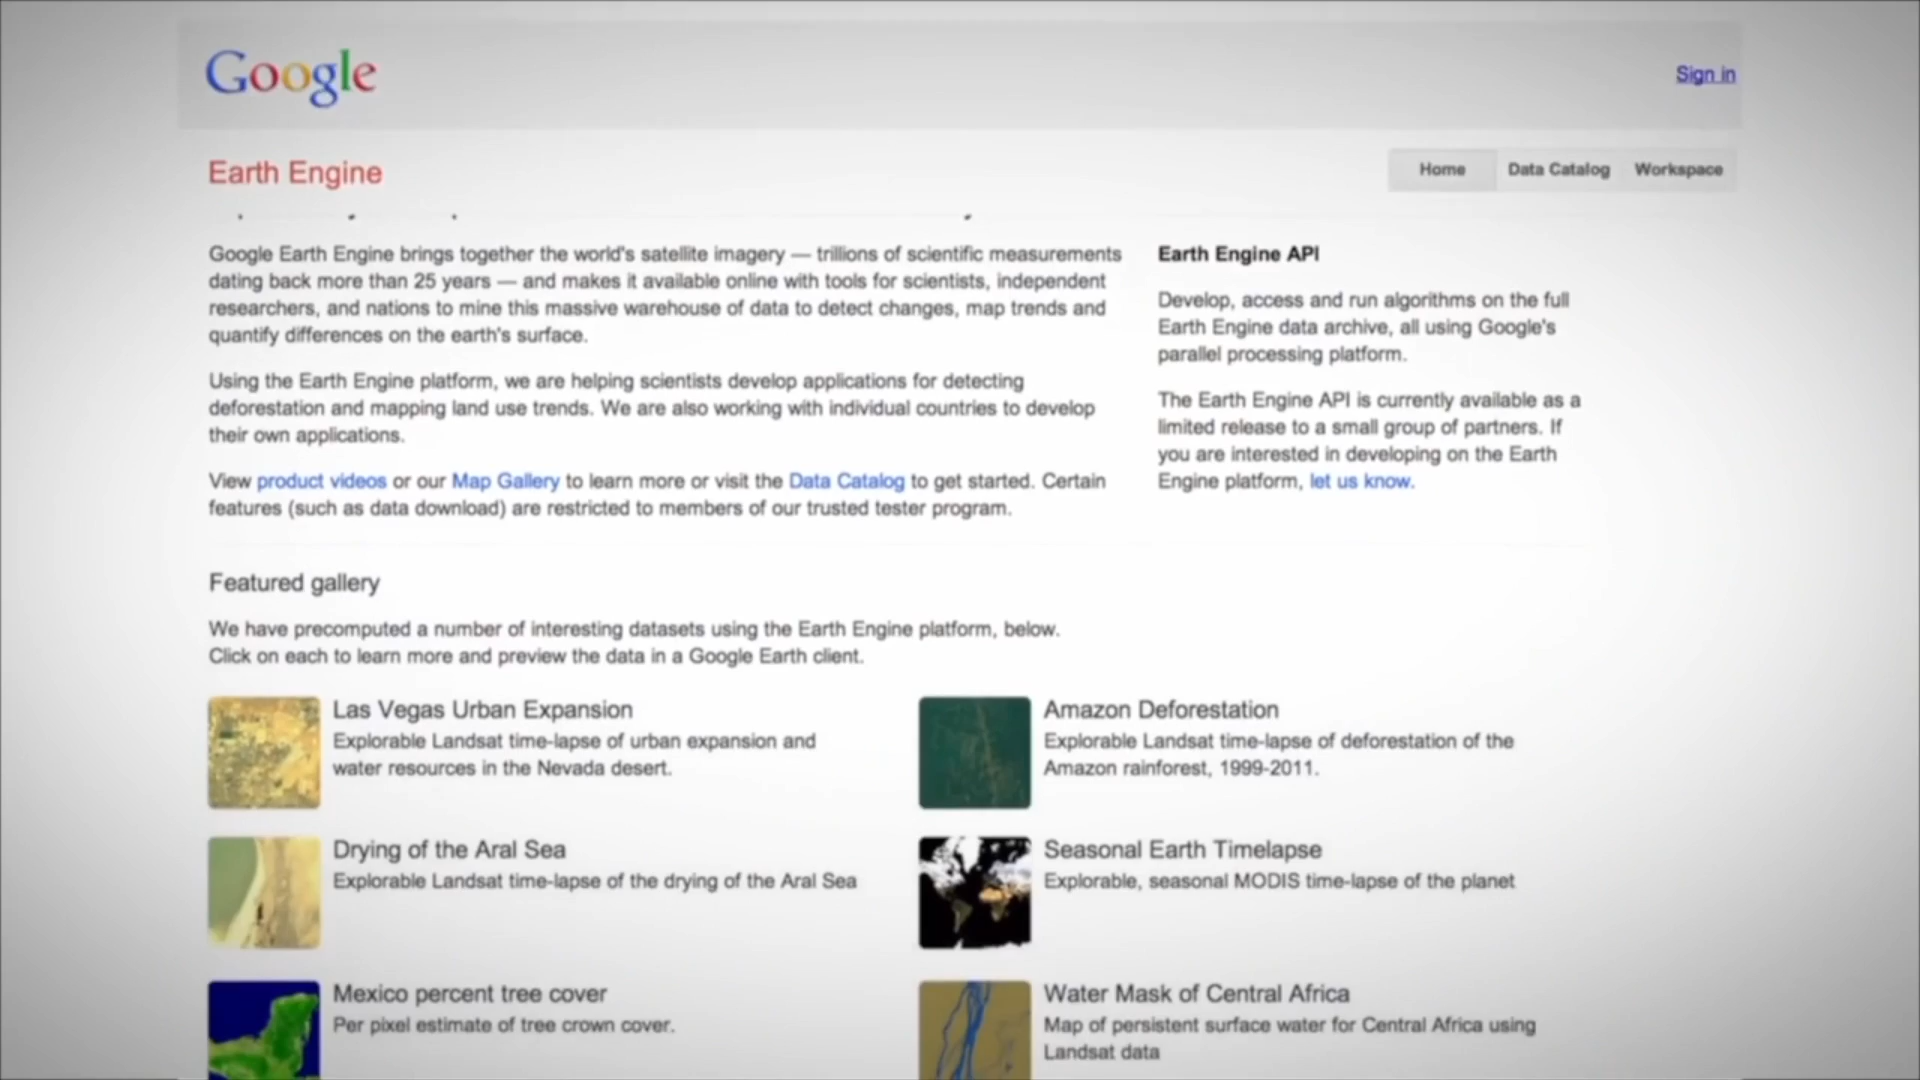 Google
Sign in
Earth Engine
Home
Data Catalog
Workspace
Google Earth Engine brings together the world's satellite imagery — trillions of scientific measurements
dating back more than 25 years — and makes it available online with tools for scientists, independent
researchers, and nations to mine this massive warehouse of data to detect changes, map trends and
quantify differences on the earth's surface.
Using the Earth Engine platform, we are helping scientists develop applications for detecting
deforestation and mapping land use trends. We are also working with individual countries to develop
their own applications.
View product videos or our Map Gallery to learn more or visit the Data Catalog to get started. Certain
features (such as data download) are restricted to members of our trusted tester program.
Earth Engine API
Develop, access and run algorithms on the full
Earth Engine data archive, all using Google's
parallel processing platform.
The Earth Engine API is currently available as a
limited release to a small group of partners. If
you are interested in developing on the Earth
Engine platform, let us know.
Featured gallery
We have precomputed a number of interesting datasets using the Earth Engine platform, below.
Click on each to learn more and preview the data in a Google Earth client.
Las Vegas Urban Expansion
Explorable Landsat time-lapse of urban expansion and
water resources in the Nevada desert.
Amazon Deforestation
Explorable Landsat time-lapse of deforestation of the
Amazon rainforest, 1999-2011.
Drying of the Aral Sea
Explorable Landsat time-lapse of the drying of the Aral Sea
Seasonal Earth Timelapse
Explorable, seasonal MODIS time-lapse of the planet
Mexico percent tree cover
Per pixel estimate of tree crown cover.
Water Mask of Central Africa
Map of persistent surface water for Central Africa using
Landsat data